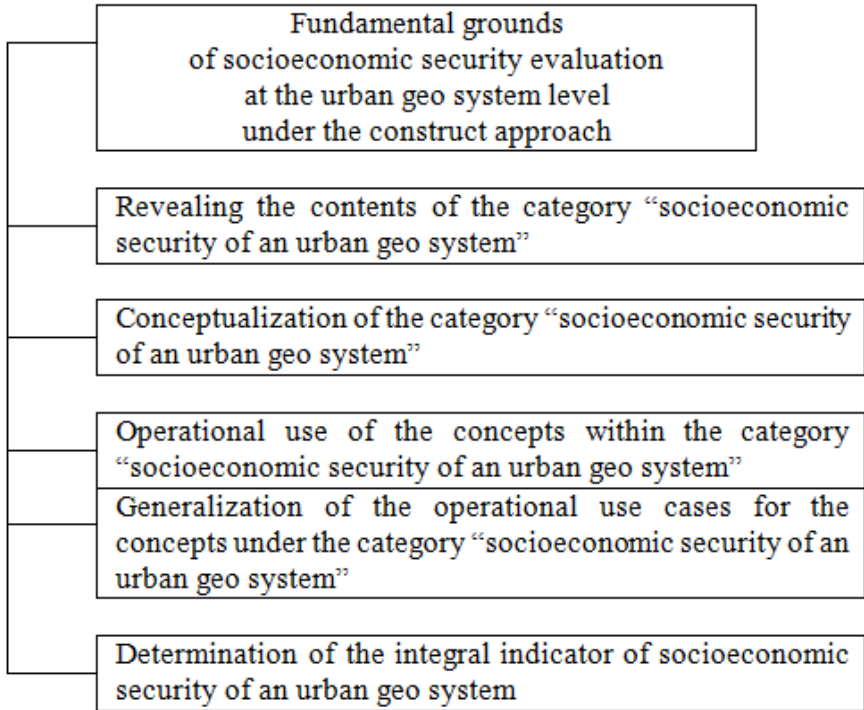 Fundamental grounds
of socioeconomic security evaluation
at the urban geo system level
under the construct approach
Revealing the contents of the category “socioeconomic
security of an urban geo system”
Conceptualization of the category “socioeconomic security
of an urban geo system”
Operational use of the concepts within the category
“socioeconomic security of an urban geo system”
Generalization of the operational use cases for the
concepts under the category “socioeconomic security of an
urban geo system”
Determination of the integral indicator of socioeconomic
security of an urban geo system